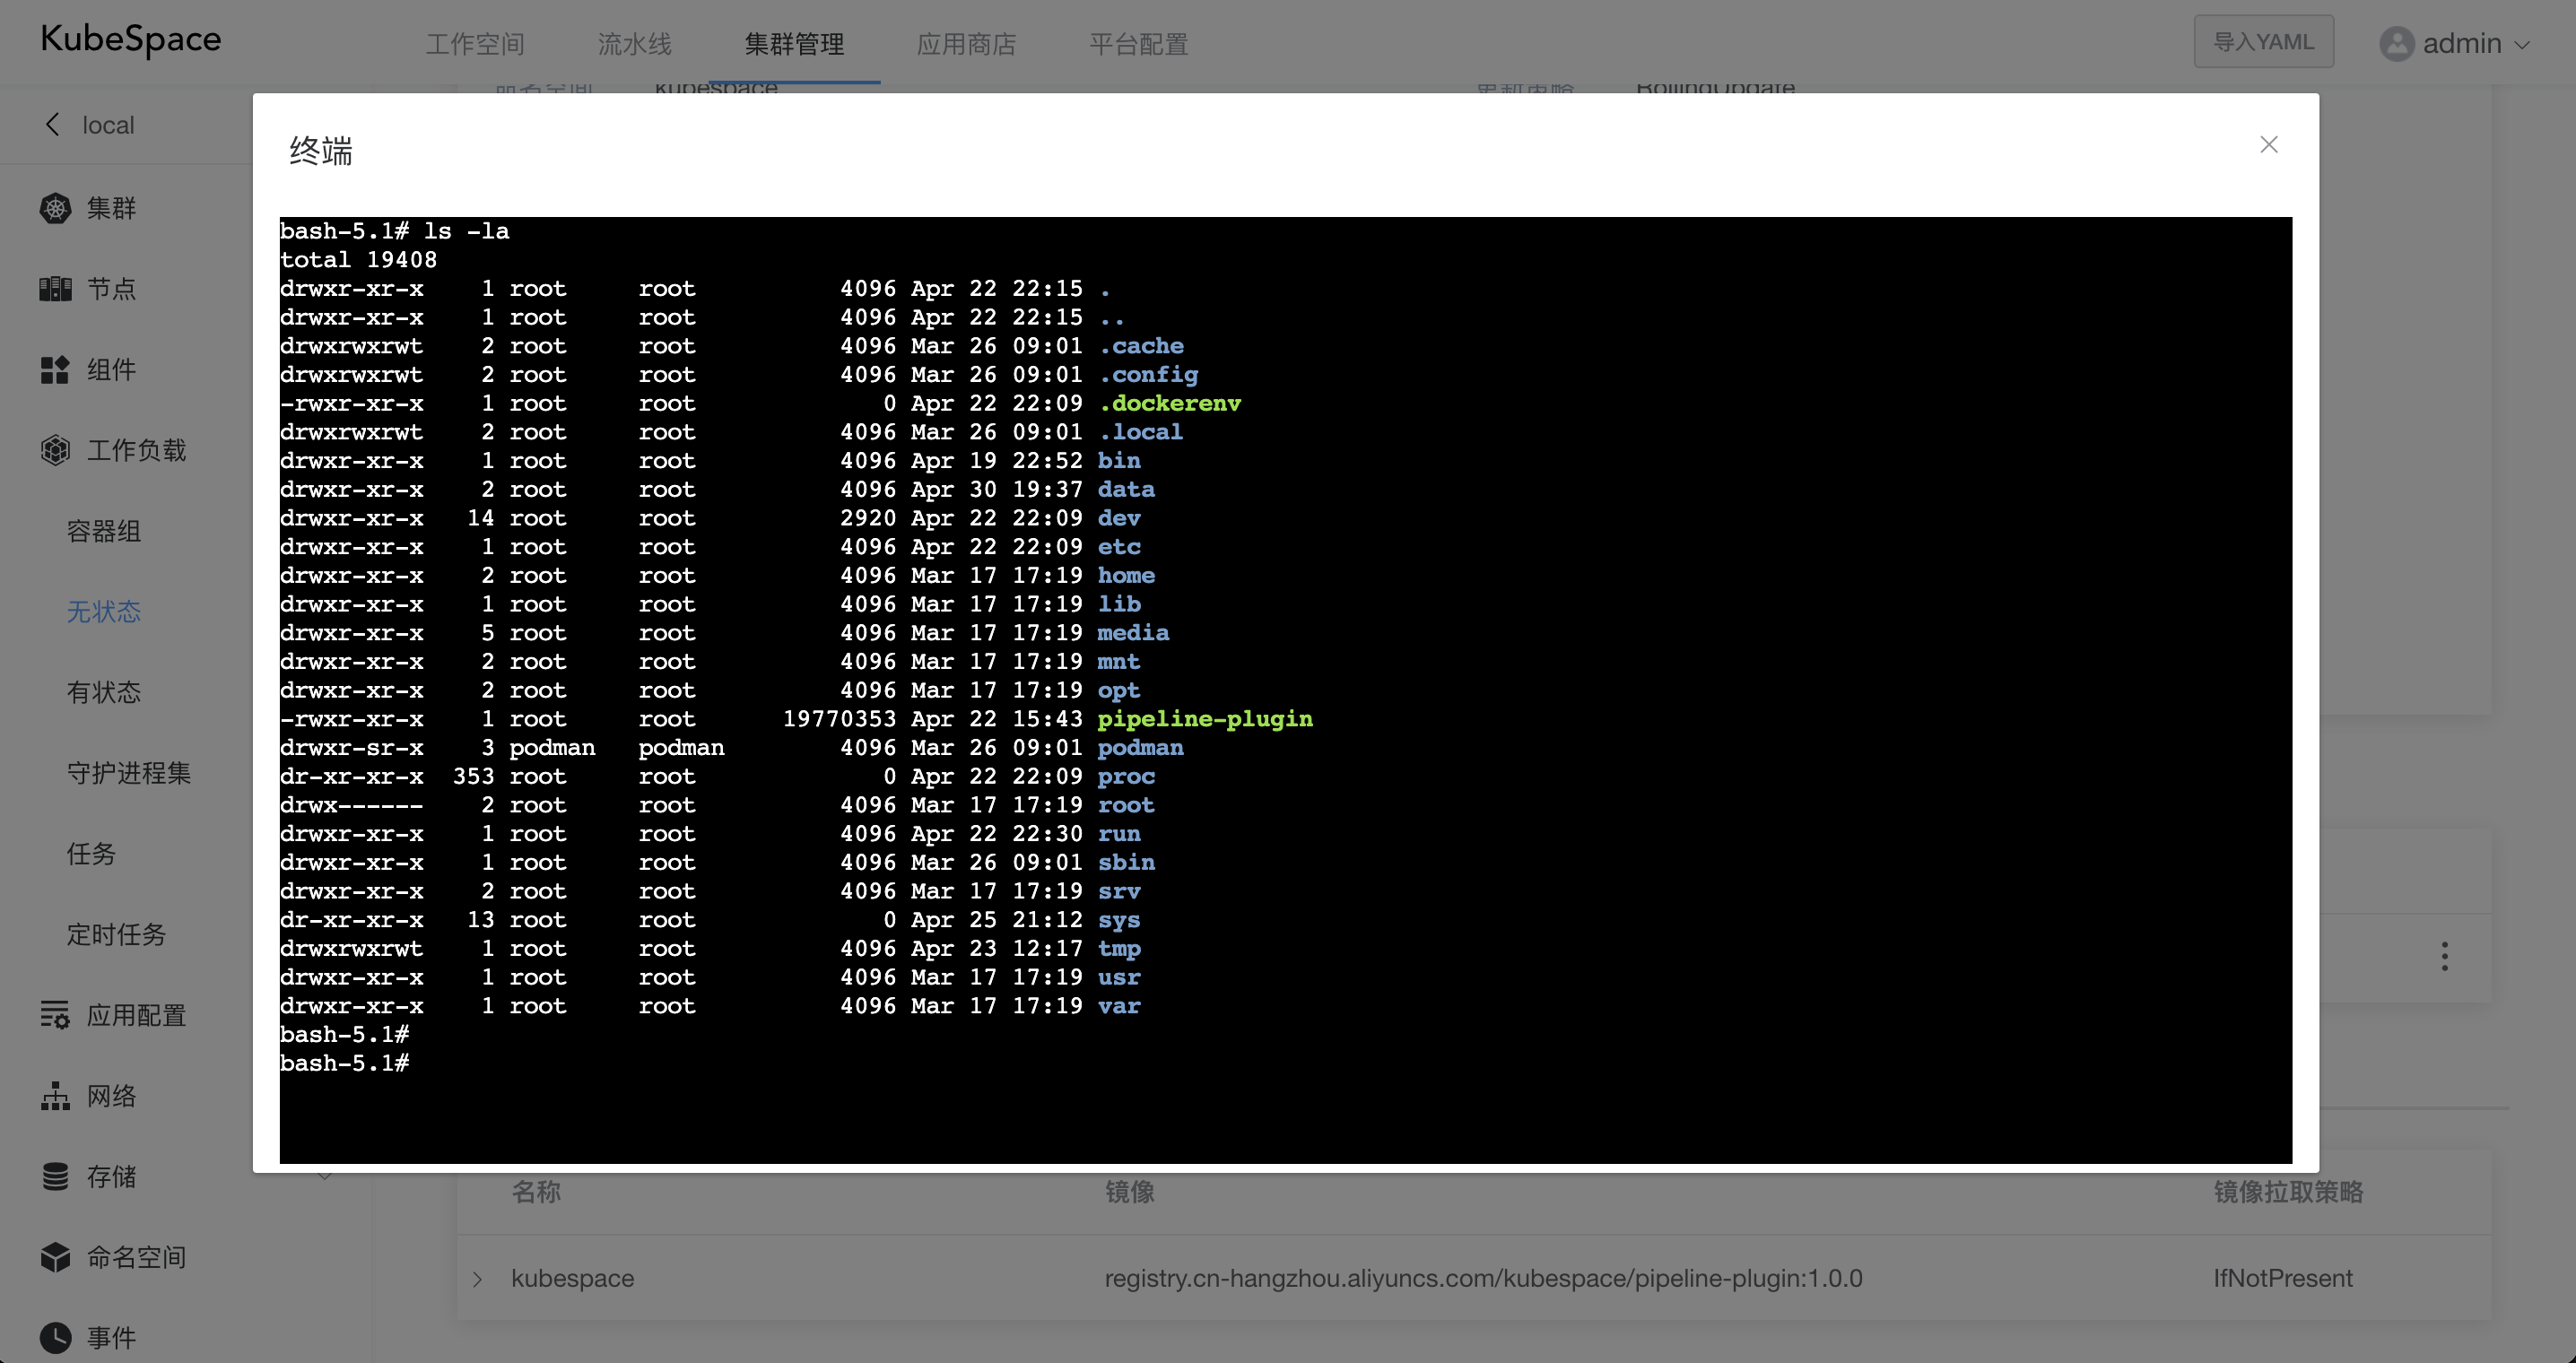 KubeSpace
工作空间 流水线 集群管理 应用商店 平台配置 导入YAML admin
命名空间 kubespace RollingUpdate
local
集群
节点
组件
工作负载
容器组
无状态
有状态
守护进程集
任务
定时任务
应用配置
网络
存储
命名空间
事件
终端
bash-5.1# ls -la
total 19408
drwxr-xr-x    1 root     root          4096 Apr 22 22:15 .
drwxr-xr-x    1 root     root          4096 Apr 22 22:15 ..
drwxrwxrwt    2 root     root          4096 Mar 26 09:01 .cache
drwxrwxrwt    2 root     root          4096 Mar 26 09:01 .config
-rwxr-xr-x    1 root     root             0 Apr 22 22:09 .dockerenv
drwxrwxrwt    2 root     root          4096 Mar 26 09:01 .local
drwxr-xr-x    1 root     root          4096 Apr 19 22:52 bin
drwxr-xr-x    2 root     root          4096 Apr 30 19:37 data
drwxr-xr-x   14 root     root          2920 Apr 22 22:09 dev
drwxr-xr-x    1 root     root          4096 Apr 22 22:09 etc
drwxr-xr-x    2 root     root          4096 Mar 17 17:19 home
drwxr-xr-x    1 root     root          4096 Mar 17 17:19 lib
drwxr-xr-x    5 root     root          4096 Mar 17 17:19 media
drwxr-xr-x    2 root     root          4096 Mar 17 17:19 mnt
drwxr-xr-x    2 root     root          4096 Mar 17 17:19 opt
-rwxr-xr-x    1 root     root      19770353 Apr 22 15:43 pipeline-plugin
drwxr-sr-x    3 podman   podman        4096 Mar 26 09:01 podman
dr-xr-xr-x  353 root     root             0 Apr 22 22:09 proc
drwx------    2 root     root          4096 Mar 17 17:19 root
drwxr-xr-x    1 root     root          4096 Apr 22 22:30 run
drwxr-xr-x    1 root     root          4096 Mar 26 09:01 sbin
drwxr-xr-x    2 root     root          4096 Mar 17 17:19 srv
dr-xr-xr-x   13 root     root             0 Apr 25 21:12 sys
drwxrwxrwt    1 root     root          4096 Apr 23 12:17 tmp
drwxr-xr-x    1 root     root          4096 Mar 17 17:19 usr
drwxr-xr-x    1 root     root          4096 Mar 17 17:19 var
bash-5.1#
bash-5.1#
名称 镜像 镜像拉取策略
kubespace registry.cn-hangzhou.aliyuncs.com/kubespace/pipeline-plugin:1.0.0 IfNotPresent